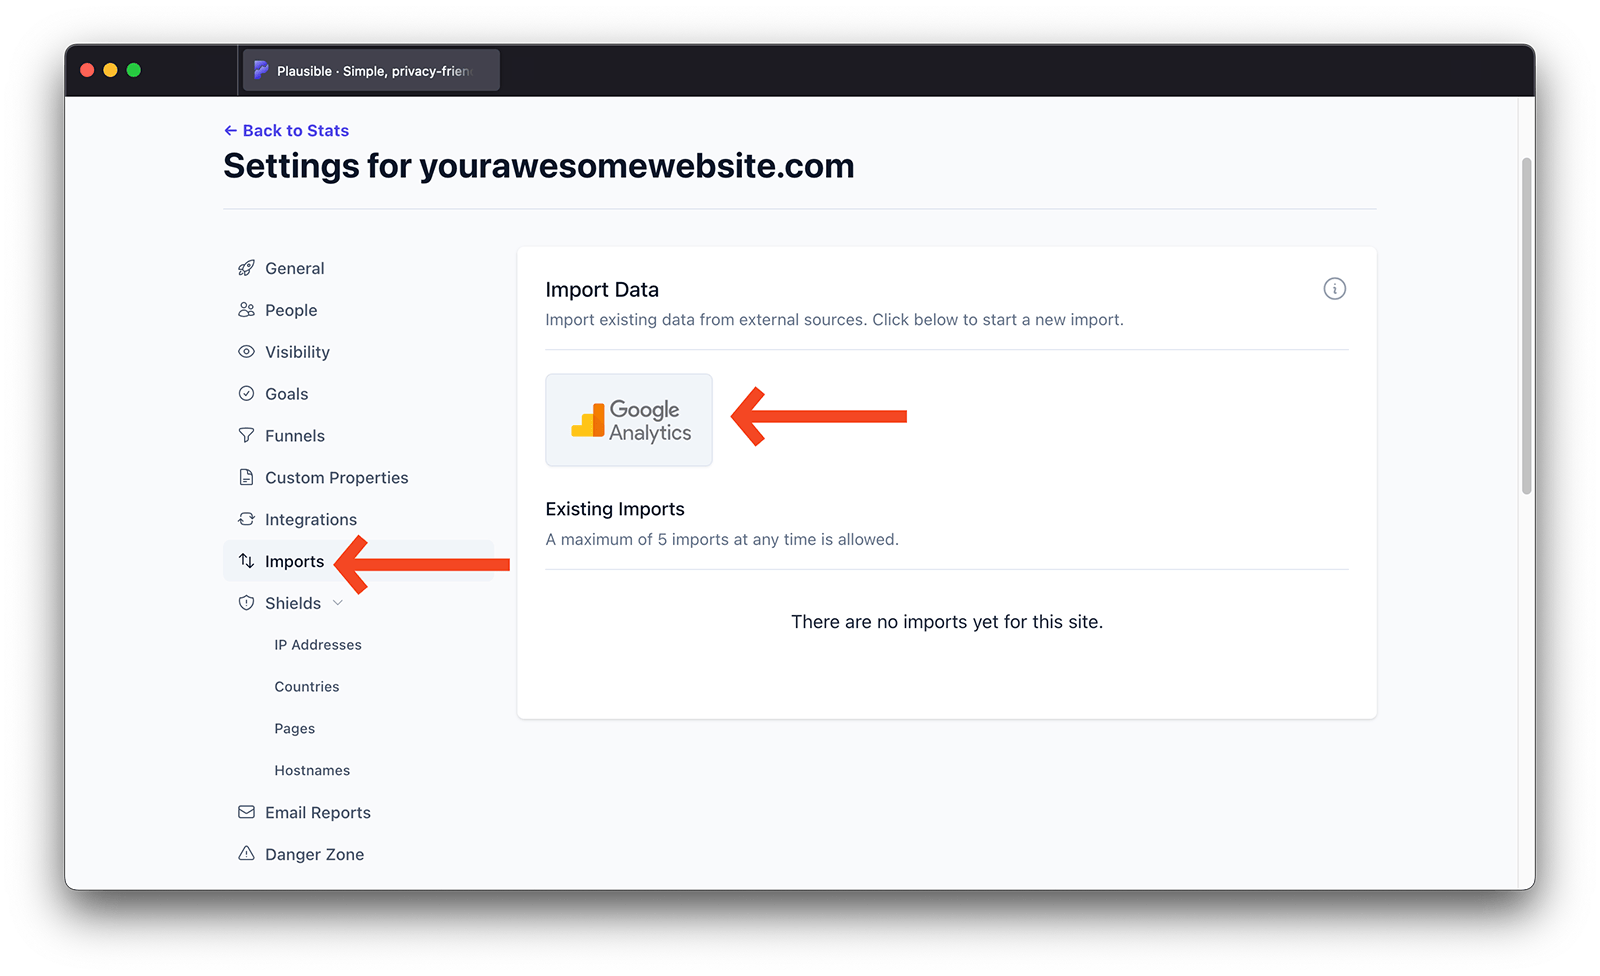 Plausible · Simple, privacy-frien
← Back to Stats
Settings for yourawesomewebsite.com
General
People
Visibility
Goals
Funnels
Custom Properties
Integrations
Imports
Shields
IP Addresses
Countries
Pages
Hostnames
Email Reports
Danger Zone
Import Data
Import existing data from external sources. Click below to start a new import.
Google
Analytics
Existing Imports
A maximum of 5 imports at any time is allowed.
There are no imports yet for this site.